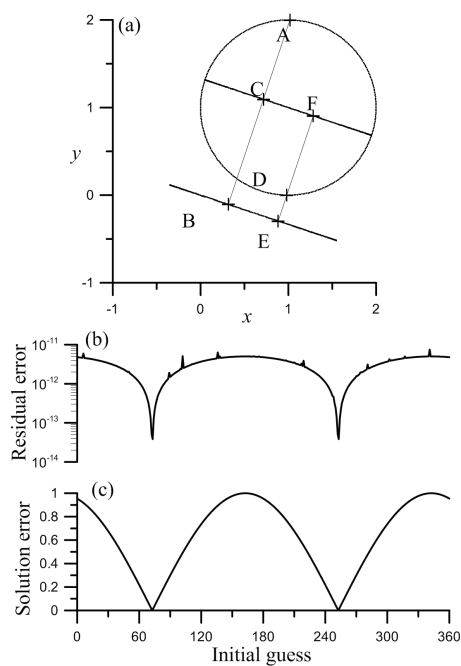 (a)
2
A
C
F
1
y
D
0
B
E
-1
-1
0
1
2
x
(b)
10-11
10-12
10-13
10-14
Residual error
(c)
1
0.8
0.6
0.4
0.2
0
Solution error
0
60
120
180
240
300
360
Initial guess